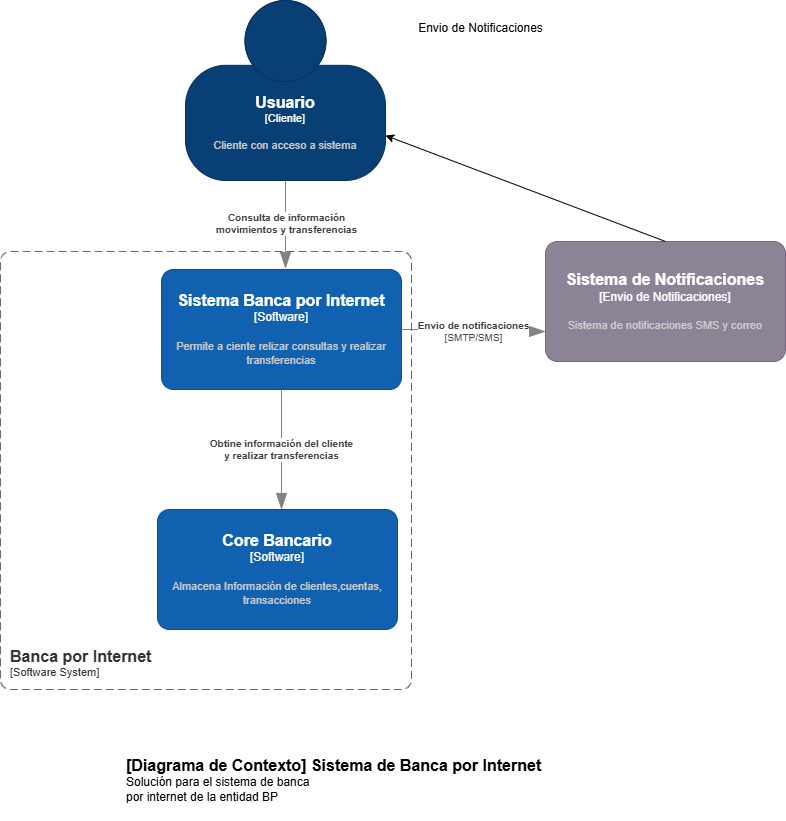 Envio de Notificaciones
Usuario
[Cliente]
Cliente con acceso a sistema
Consulta de información
movimientos y transferencias
Sistema Banca por Internet
[Software]
Permite a ciente relizar consultas y realizar
transferencias
Envio de notificaciones
[SMTP/SMS]
Sistema de Notificaciones
[Envio de Notificaciones]
Sistema de notificaciones SMS y correo
Obtine información del cliente
y realizar transferencias
Core Bancario
[Software]
Almacena Información de clientes,cuentas,
transacciones
Banca por Internet
[Software System]
[Diagrama de Contexto] Sistema de Banca por Internet
Solución para el sistema de banca
por internet de la entidad BP